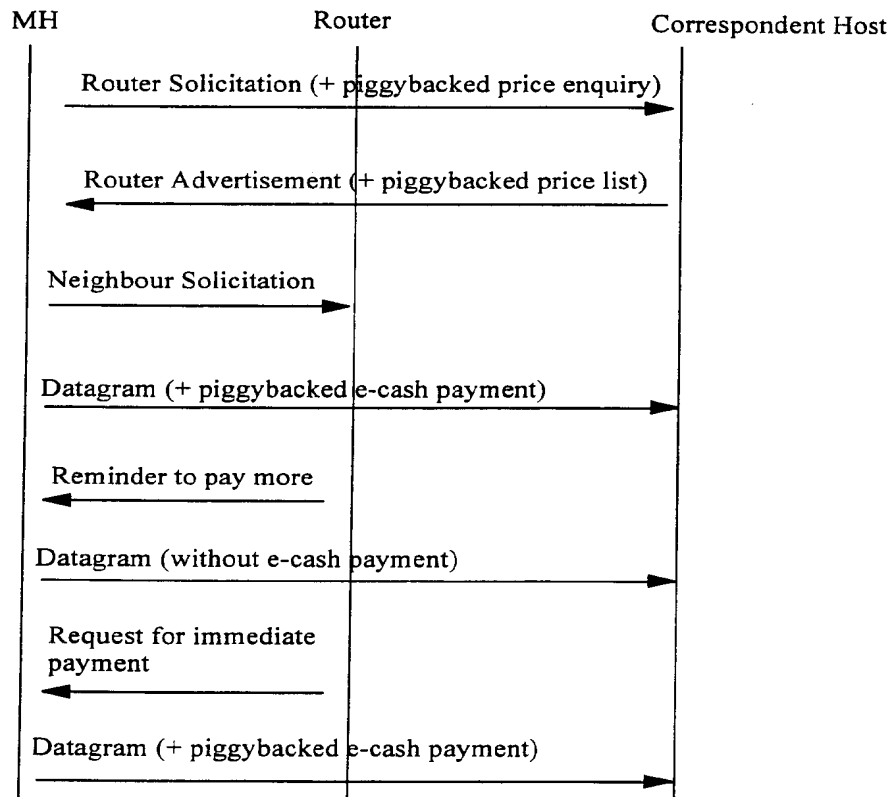 MH
Router
Correspondent Host
Router Solicitation (+ piggybacked price enquiry)
Router Advertisement (+ piggybacked price list)
Neighbour Solicitation
Datagram (+ piggybacked e-cash payment)
Reminder to pay more
Datagram (without e-cash payment)
Request for immediate
payment
Datagram (+ piggybacked e-cash payment)